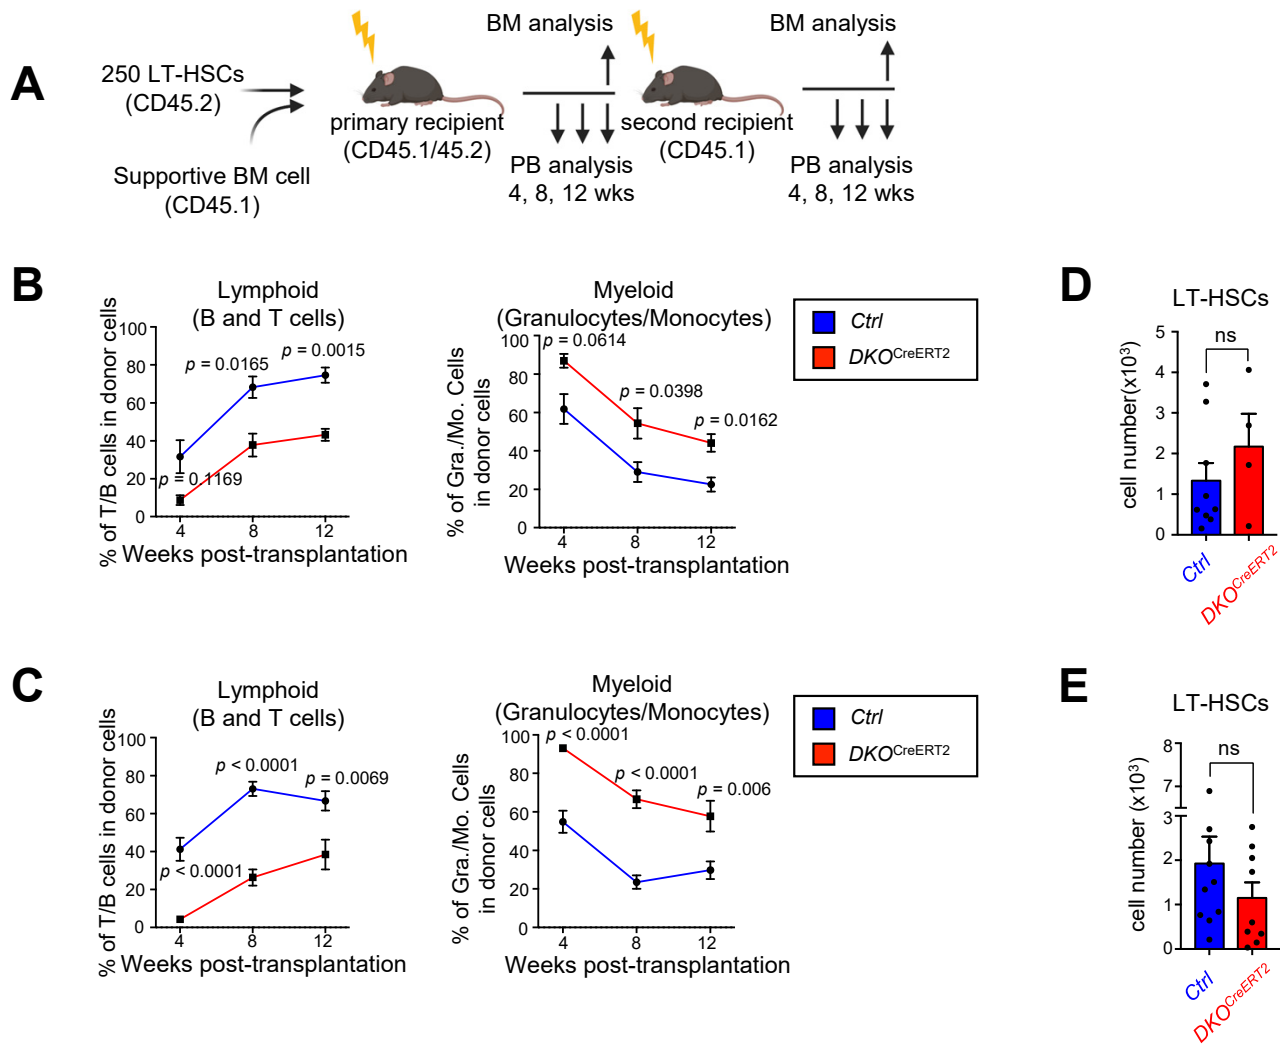 A
250 LT-HSCs
(CD45.2)
Supportive BM cell
(CD45.1)
primary recipient
(CD45.1/45.2)
BM analysis
PB analysis
4, 8, 12 wks
second recipient
(CD45.1)
BM analysis
PB analysis
4, 8, 12 wks
B
Lymphoid
(B and T cells)
% of T/B cells in donor cells
100
80
60
40
20
0
p = 0.0165
p = 0.0015
p = 0.1169
4 8 12
Weeks post-transplantation
Myeloid
(Granulocytes/Monocytes)
% of Gra./Mo. Cells
in donor cells
100
80
60
40
20
0
p = 0.0614
p = 0.0398
p = 0.0162
4 8 12
Weeks post-transplantation
Ctrl
DKO^CreERT2
D
LT-HSCs
ns
cell number(x10³)
5
4
3
2
1
0
Ctrl
DKO^CreERT2
C
Lymphoid
(B and T cells)
% of T/B cells in donor cells
100
80
60
40
20
0
p < 0.0001
p = 0.0069
p < 0.0001
4 8 12
Weeks post-transplantation
Myeloid
(Granulocytes/Monocytes)
% of Gra./Mo. Cells
in donor cells
100
80
60
40
20
0
p < 0.0001
p < 0.0001
p = 0.006
4 8 12
Weeks post-transplantation
Ctrl
DKO^CreERT2
E
LT-HSCs
ns
cell number (x10³)
8
7
3
2
1
0
Ctrl
DKO^CreERT2